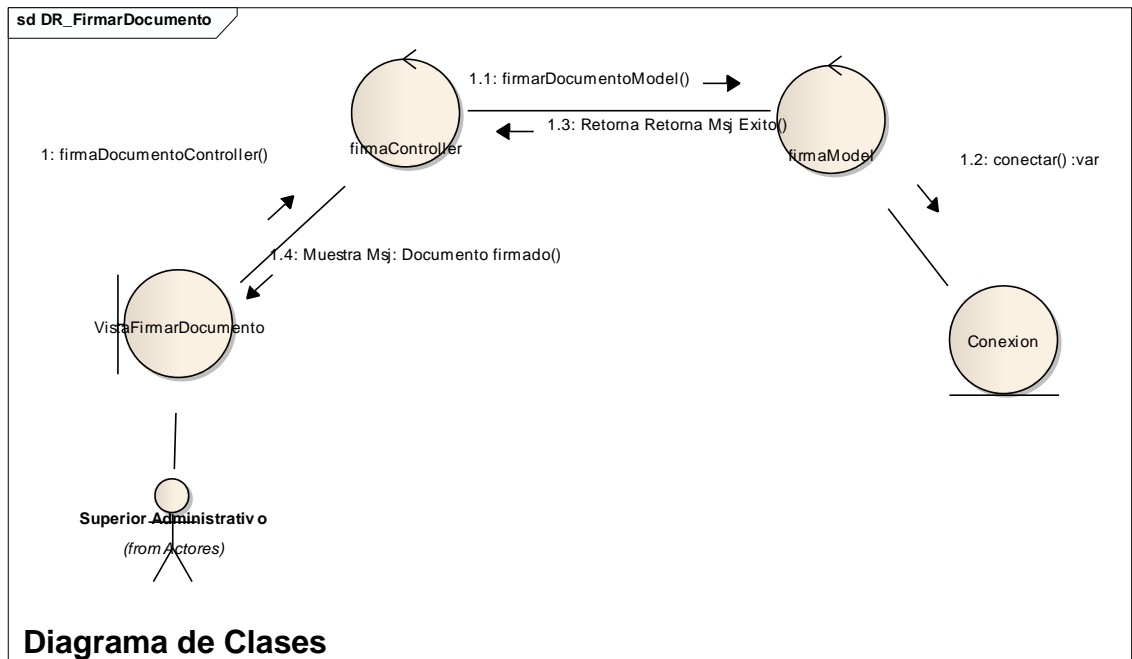 sd DR_FirmarDocumento
1.1: firmarDocumentoModel()
1.3: Retorna Retorna Msj Exito()
firmaController
firmaModel
1: firmaDocumentoController()
1.2: conectar() :var
1.4: Muestra Msj: Documento firmado()
VistaFirmarDocumento
Conexion
Superior Administrativo
(from Actores)
Diagrama de Clases